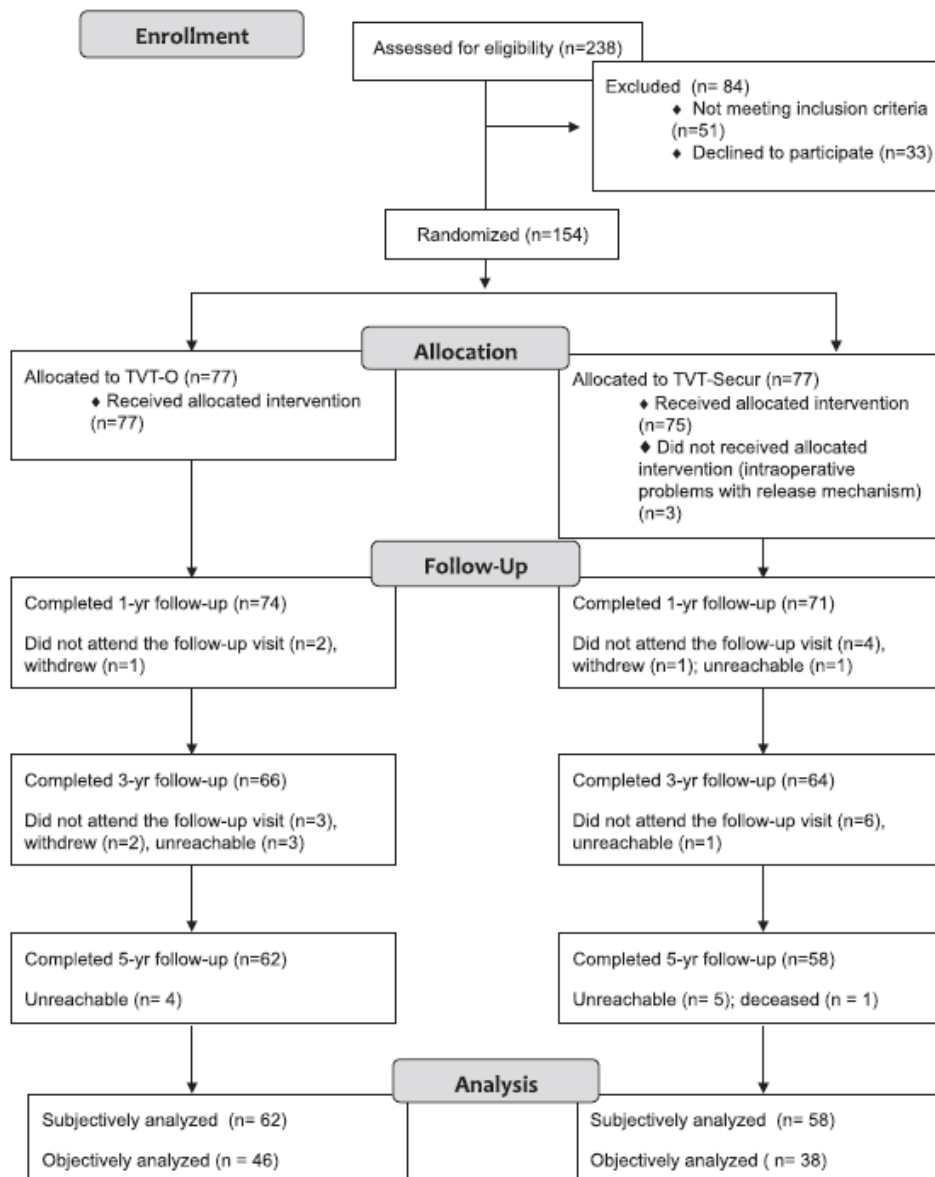 Enrollment
Assessed for eligibility (n=238)
Excluded (n= 84)
♦ Not meeting inclusion criteria
(n=51)
♦ Declined to participate (n=33)
Randomized (n=154)
Allocation
Allocated to TVT-O (n=77)
♦ Received allocated intervention
(n=77)
Allocated to TVT-Secur (n=77)
♦ Received allocated intervention
(n=75)
♦ Did not received allocated
intervention (intraoperative
problems with release mechanism)
(n=3)
Follow-Up
Completed 1-yr follow-up (n=74)
Did not attend the follow-up visit (n=2),
withdrew (n=1)
Completed 1-yr follow-up (n=71)
Did not attend the follow-up visit (n=4),
withdrew (n=1); unreachable (n=1)
Completed 3-yr follow-up (n=66)
Did not attend the follow-up visit (n=3),
withdrew (n=2), unreachable (n=3)
Completed 3-yr follow-up (n=64)
Did not attend the follow-up visit (n=6),
unreachable (n=1)
Completed 5-yr follow-up (n=62)
Unreachable (n= 4)
Completed 5-yr follow-up (n=58)
Unreachable (n= 5); deceased (n = 1)
Analysis
Subjectively analyzed (n= 62)
Objectively analyzed (n = 46)
Subjectively analyzed (n= 58)
Objectively analyzed ( n= 38)